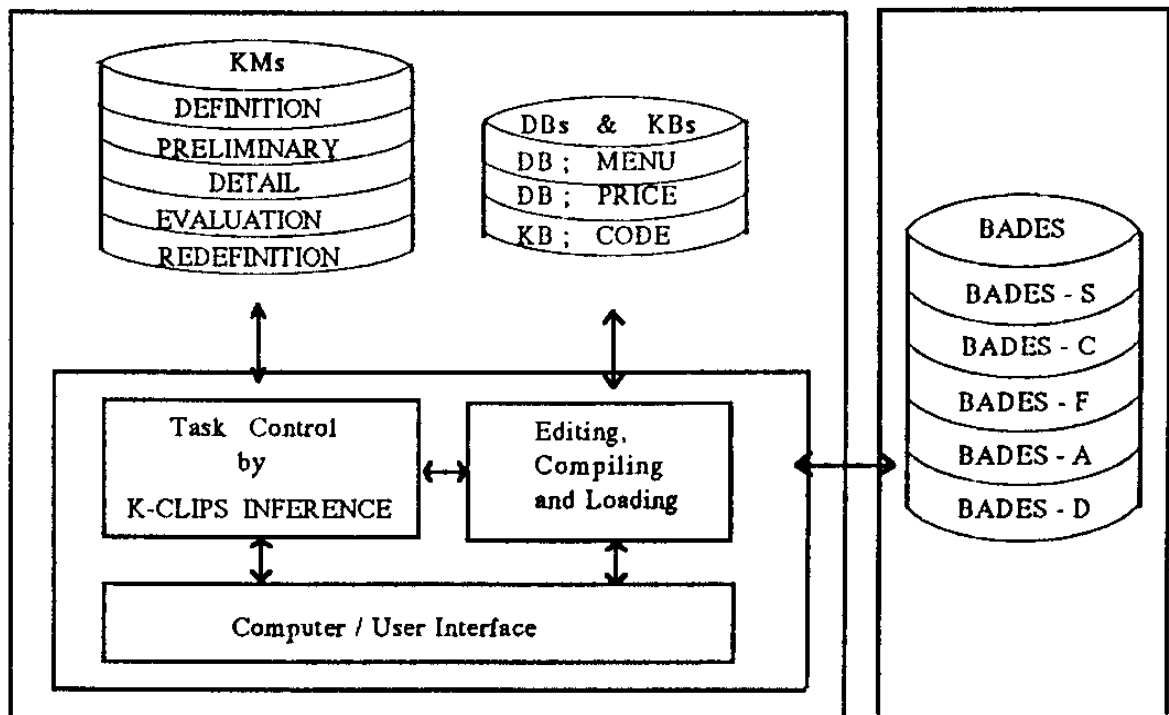 KMs
DEFINITION
PRELIMINARY
DETAIL
EVALUATION
REDEFINITION
DBs & KBs
DB ; MENU
DB ; PRICE
KB ; CODE
BADES
BADES - S
BADES - C
BADES - F
BADES - A
BADES - D
Task Control
by
K-CLIPS INFERENCE
Editing,
Compiling
and Loading
Computer / User Interface